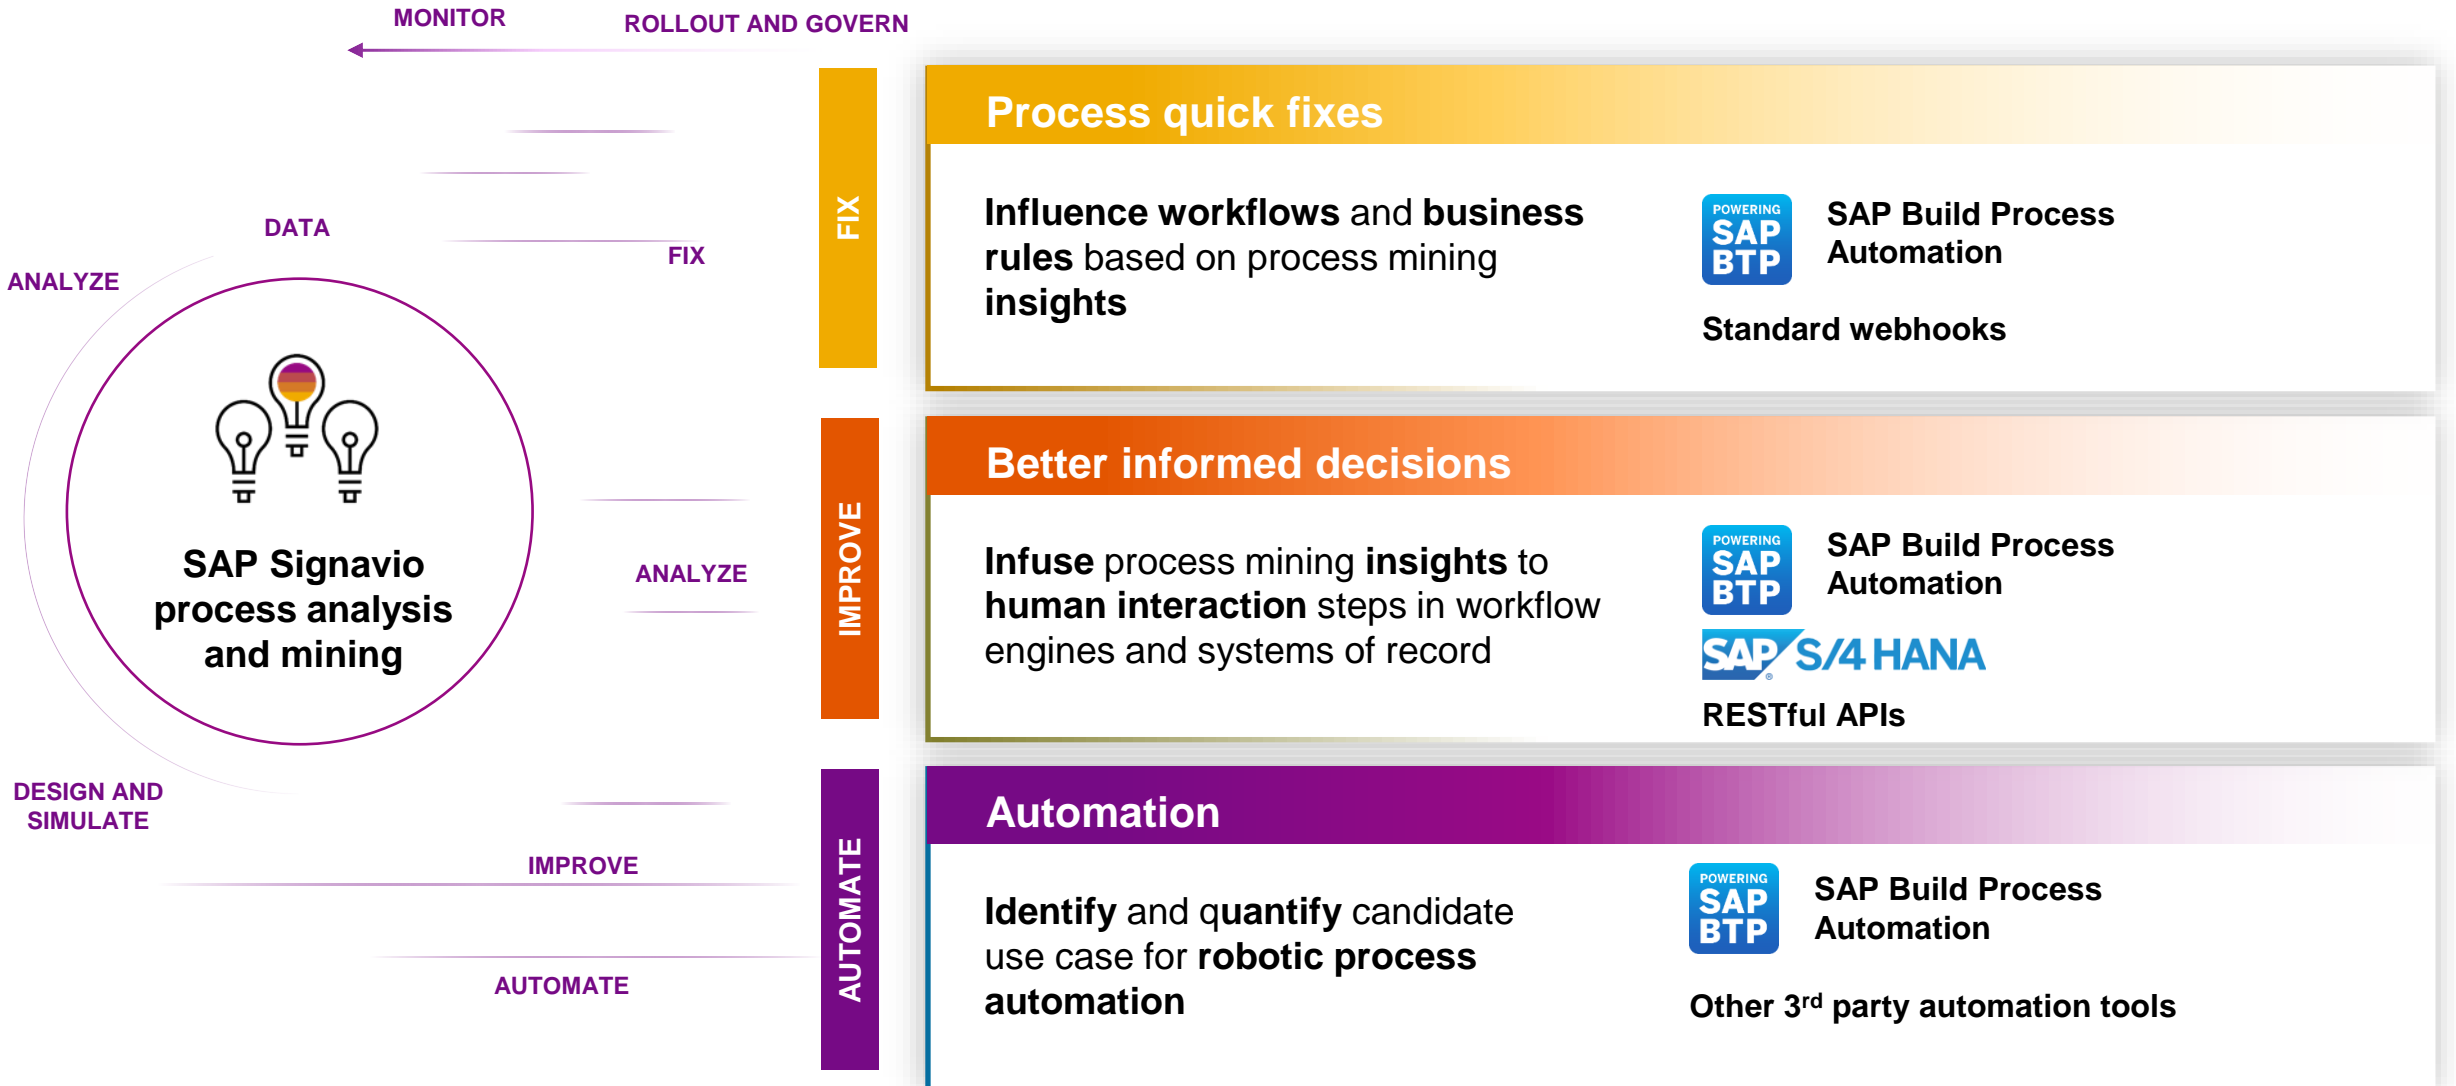 MONITOR
ROLLOUT AND GOVERN
DATA
FIX
ANALYZE
SAP Signavio
process analysis
and mining
ANALYZE
DESIGN AND
SIMULATE
IMPROVE
AUTOMATE
FIX
Process quick fixes
Influence workflows and business
rules based on process mining
insights
POWERING
SAP
BTP
SAP Build Process
Automation
Standard webhooks
IMPROVE
Better informed decisions
Infuse process mining insights to
human interaction steps in workflow
engines and systems of record
POWERING
SAP
BTP
SAP Build Process
Automation
SAP® S/4HANA
RESTful APIs
AUTOMATE
Automation
Identify and quantify candidate
use case for robotic process
automation
POWERING
SAP
BTP
SAP Build Process
Automation
Other 3rd party automation tools